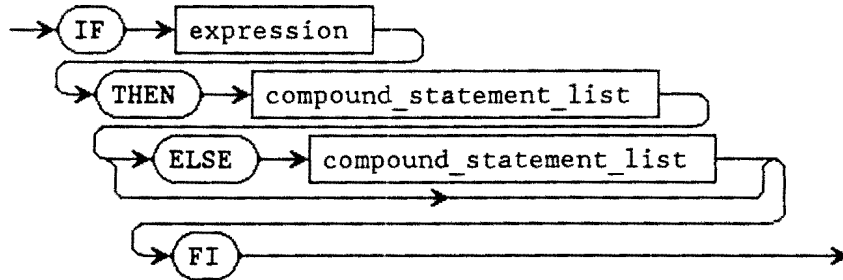 IF expression
THEN compound_statement_list
ELSE compound_statement_list
FI